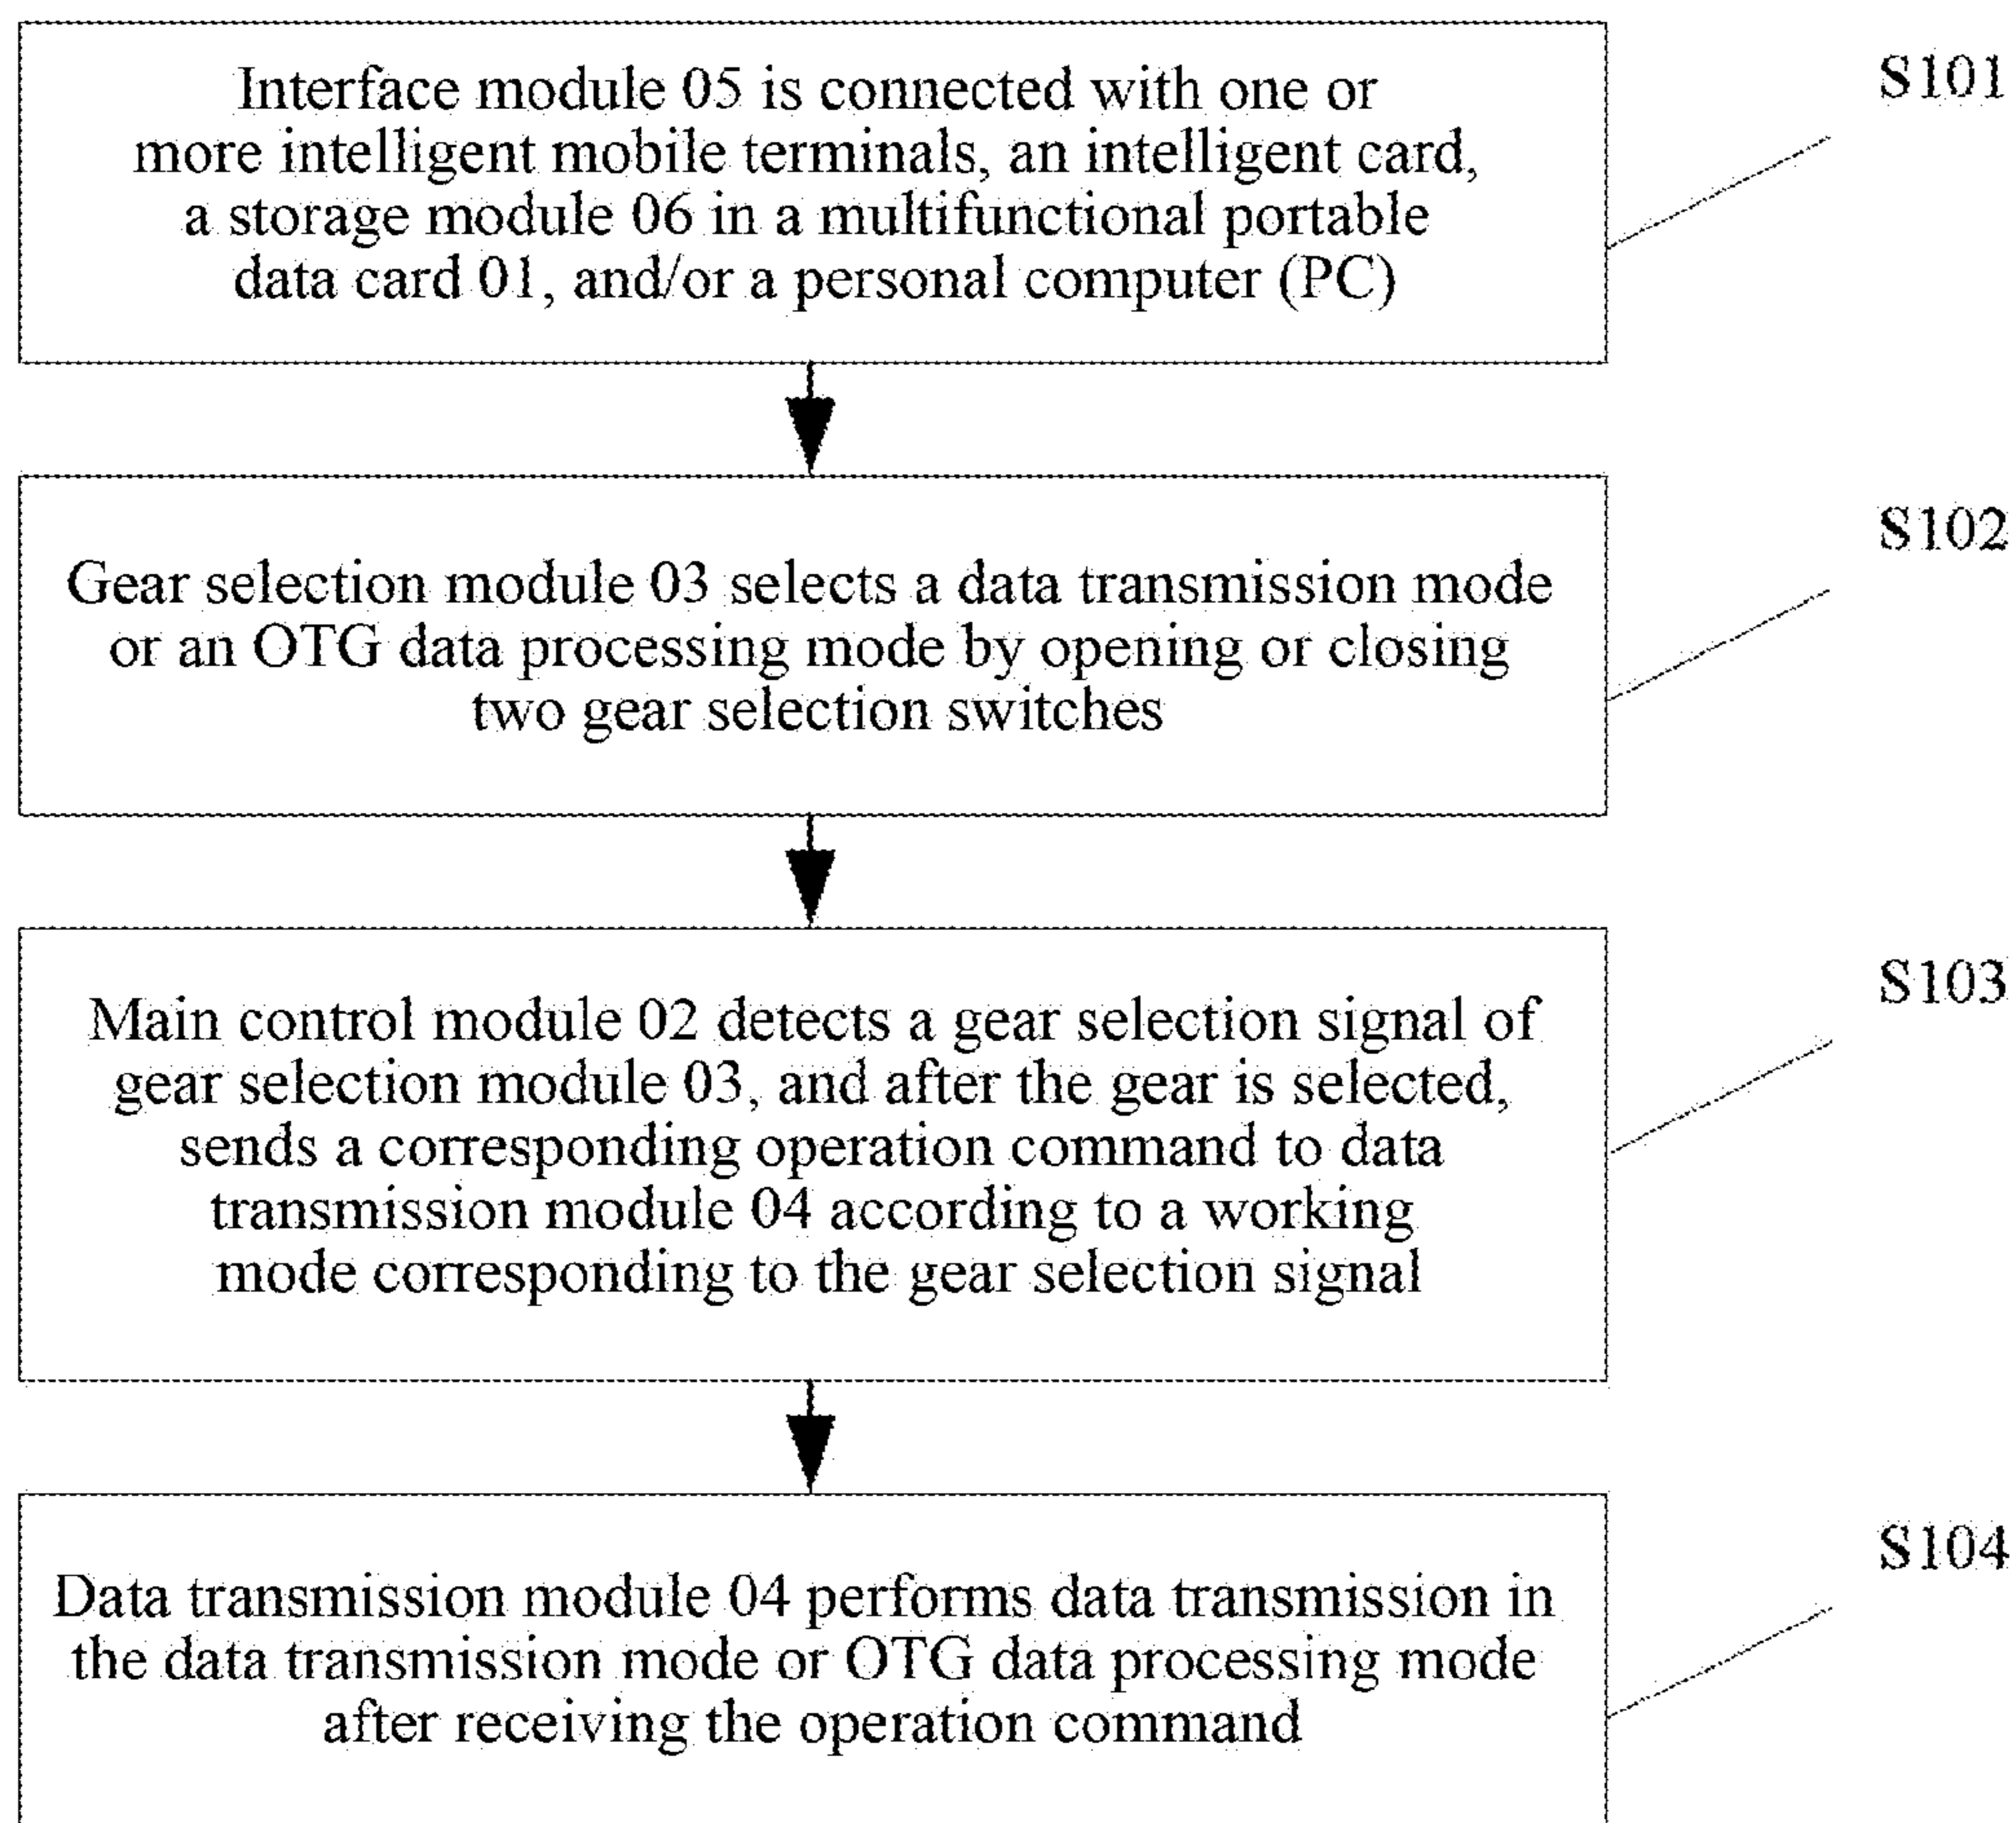 Interface module 05 is connected with one or
more intelligent mobile terminals, an intelligent card,
a storage module 06 in a multifunctional portable
data card 01, and/or a personal computer (PC)
S101
Gear selection module 03 selects a data transmission mode
or an OTG data processing mode by opening or closing
two gear selection switches
S102
Main control module 02 detects a gear selection signal of
gear selection module 03, and after the gear is selected,
sends a corresponding operation command to data
transmission module 04 according to a working
mode corresponding to the gear selection signal
S103
Data transmission module 04 performs data transmission in
the data transmission mode or OTG data processing mode
after receiving the operation command
S104